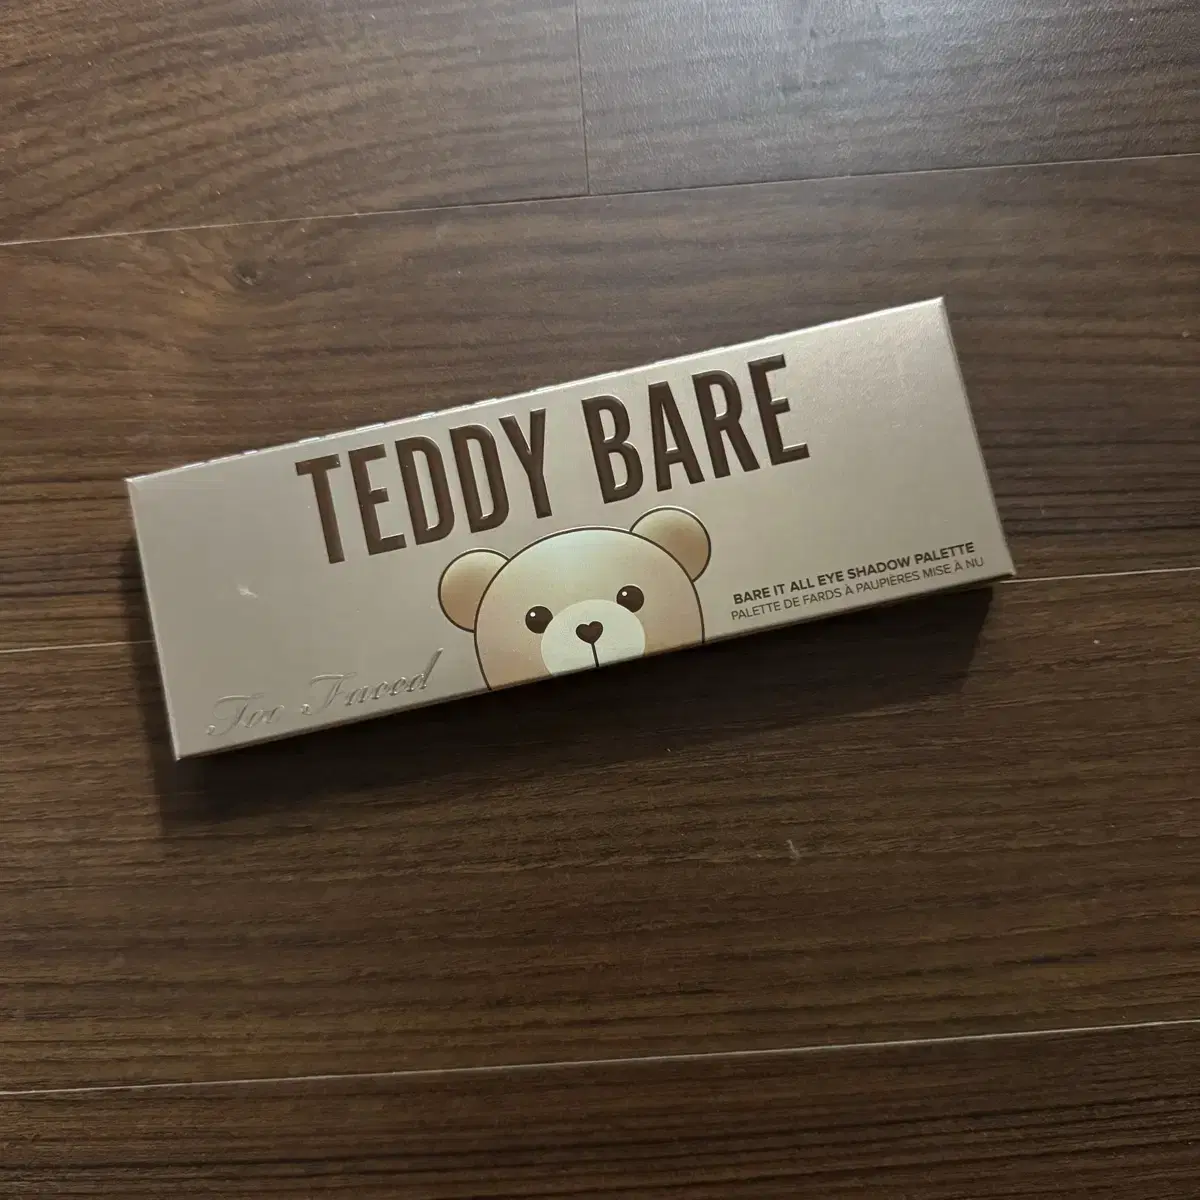 TEDDY BARE
BARE IT ALL EYE SHADOW PALETTE
PALETTE DE FARDS À PAUPIÈRES MISE À NU
Too Faced